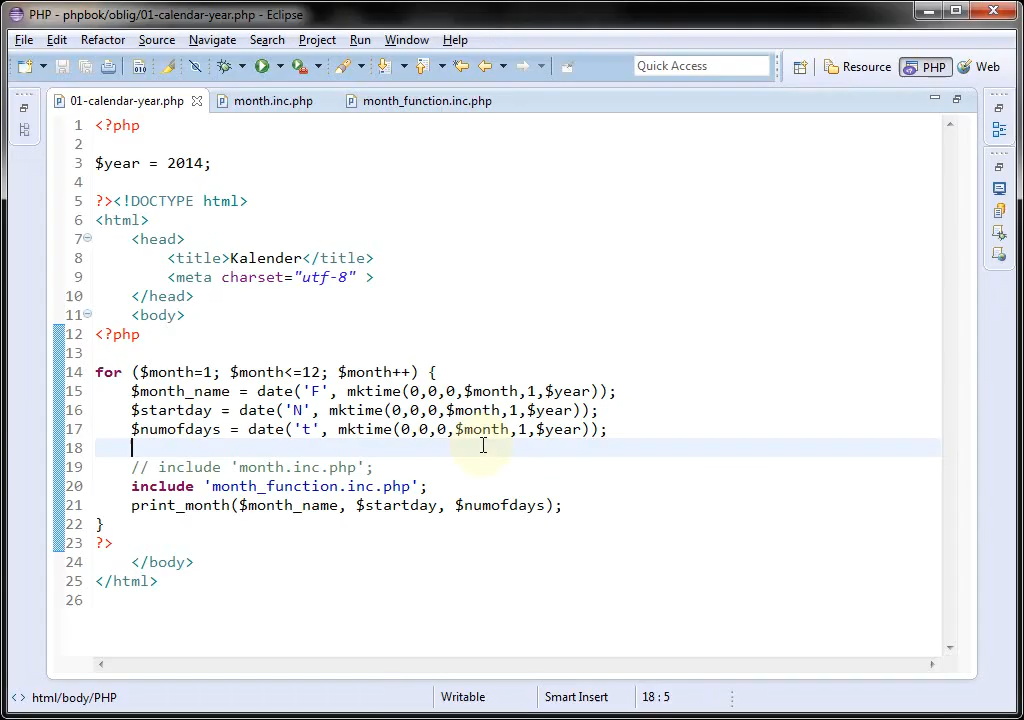 PHP - phpbok/oblig/01-calendar-year.php - Eclipse
File Edit Refactor Source Navigate Search Project Run Window Help
Quick Access Resource PHP Web
01-calendar-year.php month.inc.php month_function.inc.php
1 <?php
2
3 $year = 2014;
4
5 ?><!DOCTYPE html>
6 <html>
7 <head>
8 <title>Kalender</title>
9 <meta charset="utf-8" >
10 </head>
11 <body>
12 <?php
13
14 for ($month=1; $month<=12; $month++) {
15 $month_name = date('F', mktime(0,0,0,$month,1,$year));
16 $startday = date('N', mktime(0,0,0,$month,1,$year));
17 $numofdays = date('t', mktime(0,0,0,$month,1,$year));
18
19 // include 'month.inc.php';
20 include 'month_function.inc.php';
21 print_month($month_name, $startday, $numofdays);
22 }
23 ?>
24 </body>
25 </html>
26
html/body/PHP Writable Smart Insert 18 : 5